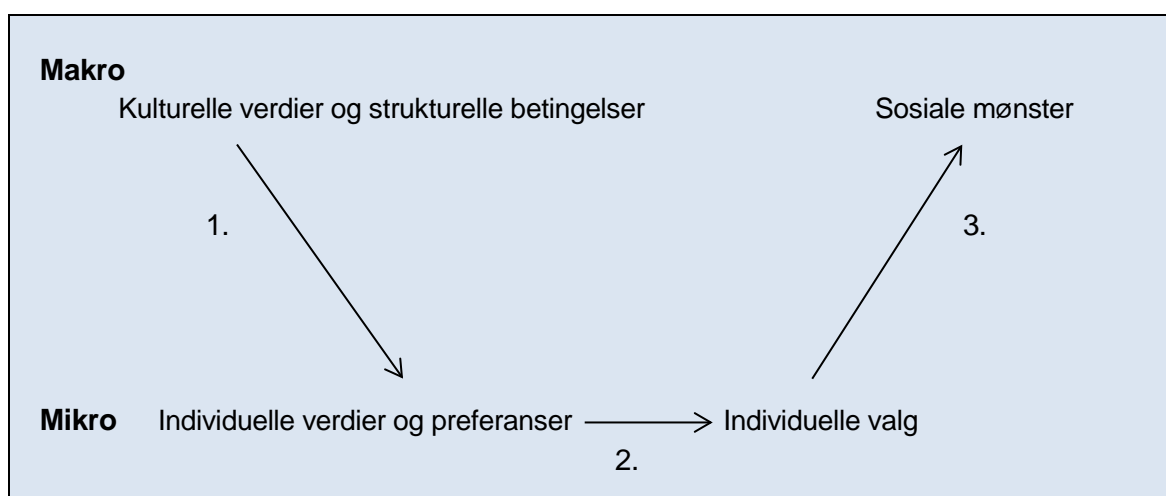 Makro
Kulturelle verdier og strukturelle betingelser Sosiale mønster
1. 3.
Mikro Individuelle verdier og preferanser Individuelle valg
2.